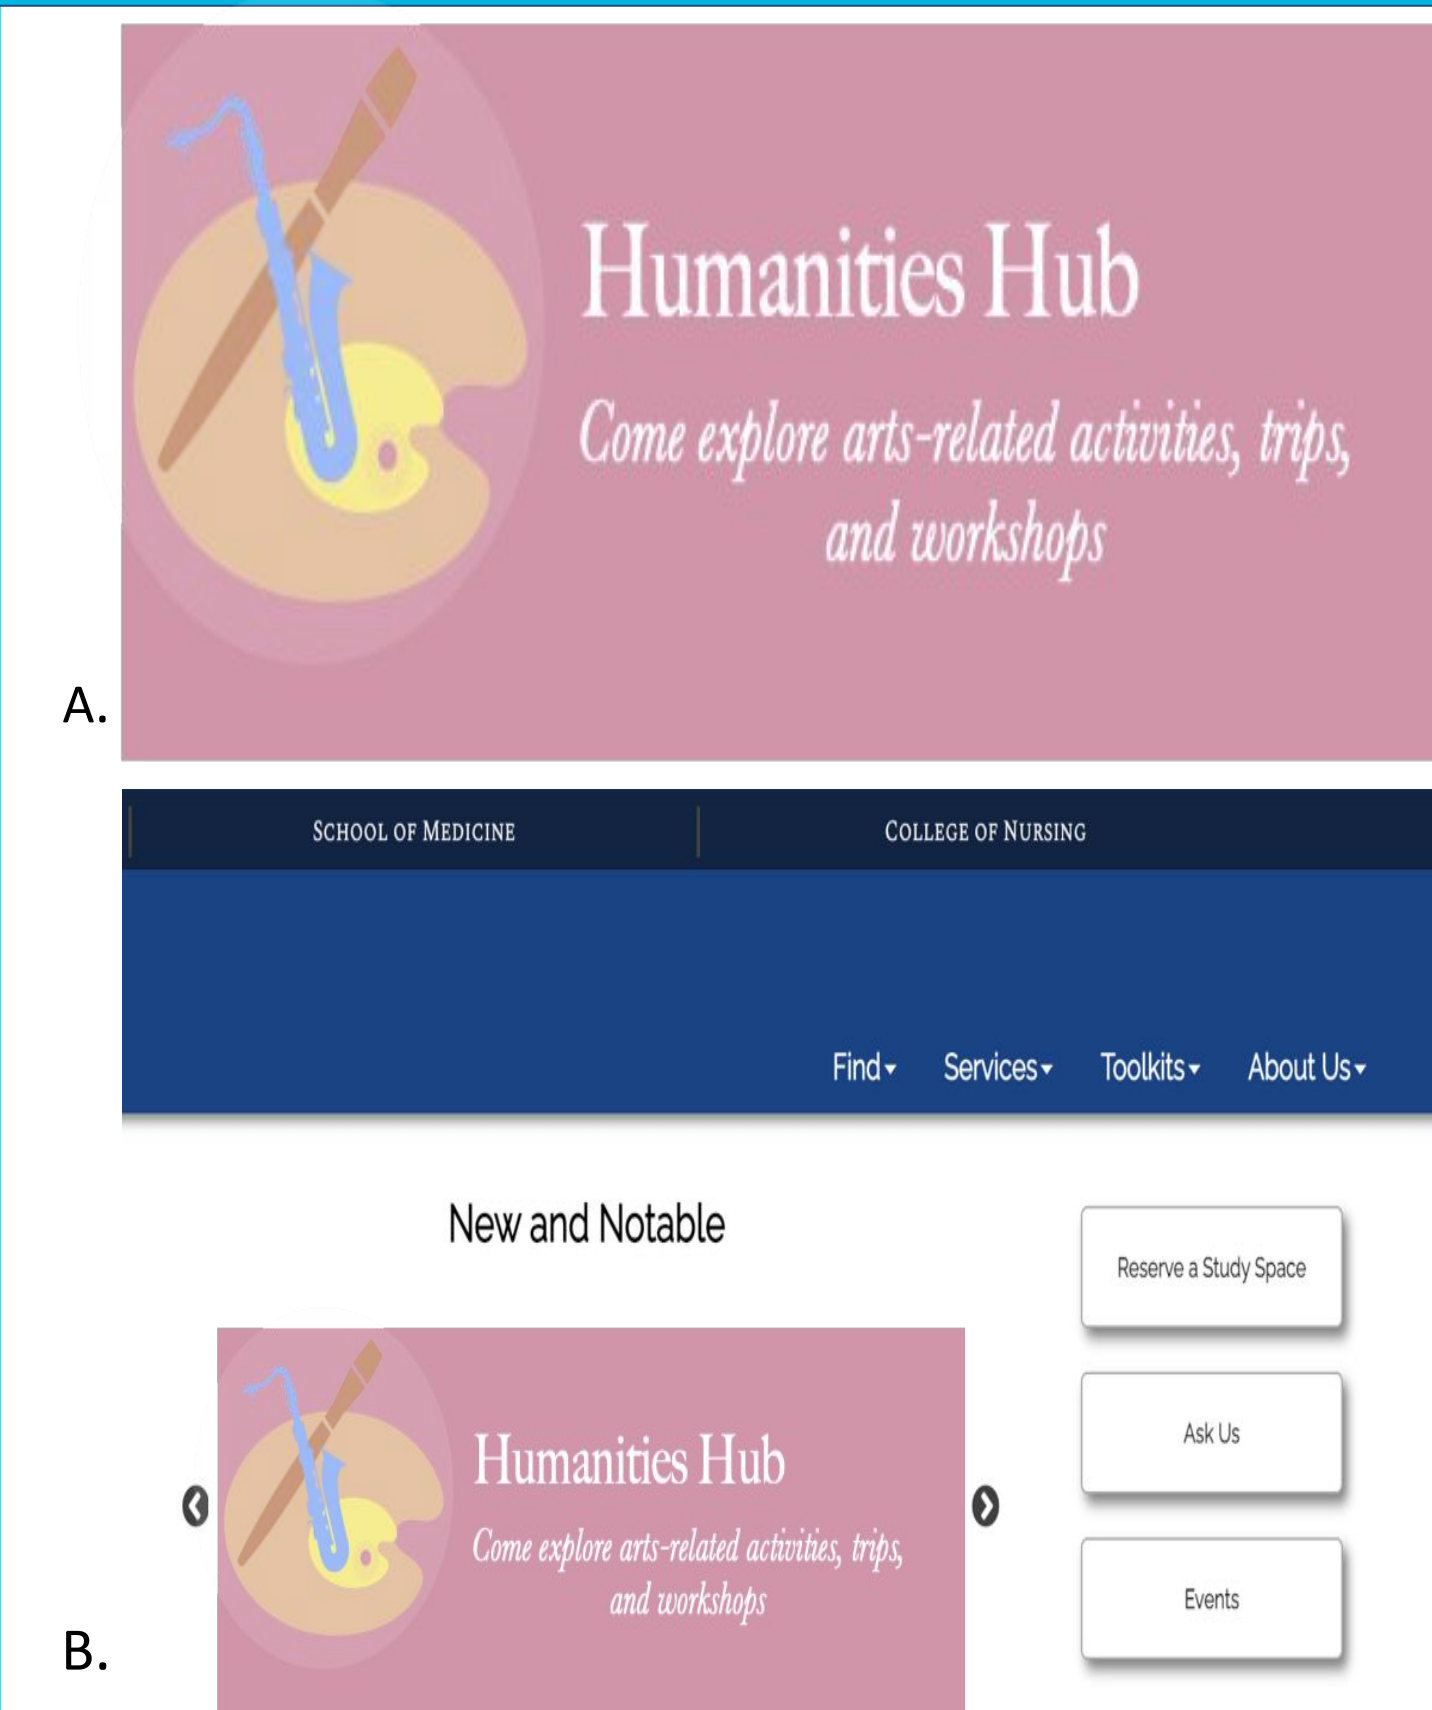 Humanities Hub
Come explore arts-related activities, trips,
and workshops
A.
SCHOOL OF MEDICINE
COLLEGE OF NURSING
Find
Services
Toolkits
About Us
New and Notable
Reserve a Study Space
Ask Us
Humanities Hub
Come explore arts-related activities, trips,
and workshops
Events
B.